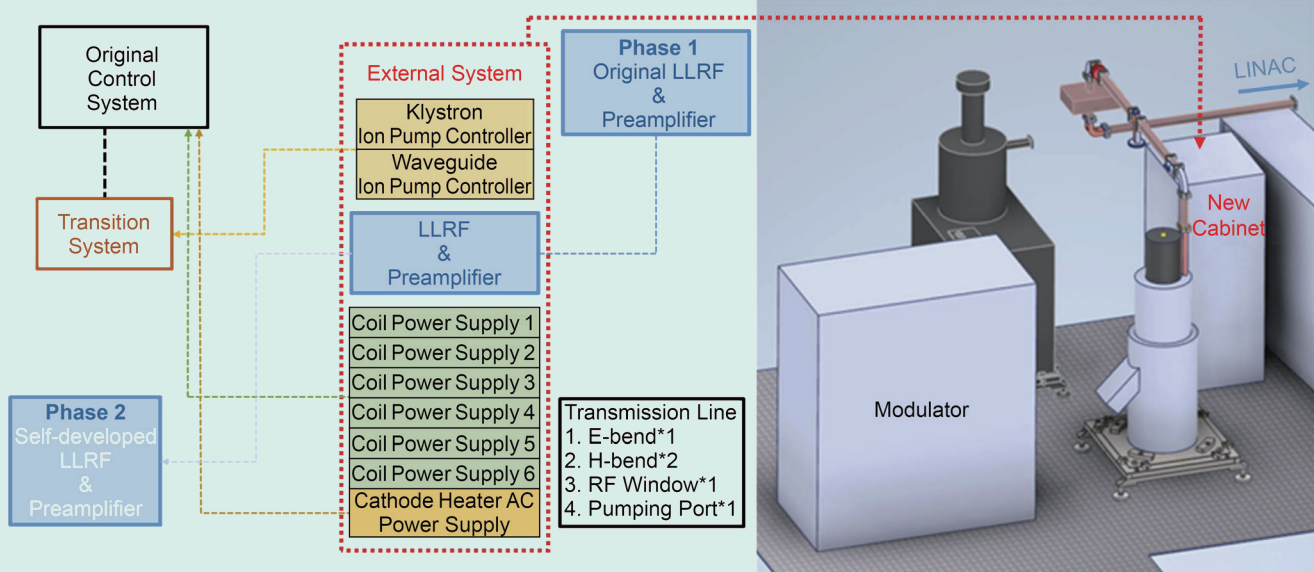 Original
Control
System
Transition
System
Phase 2
Self-developed
LLRF
&
Preamplifier
External System
Klystron
Ion Pump Controller
Waveguide
Ion Pump Controller
LLRF
&
Preamplifier
Coil Power Supply 1
Coil Power Supply 2
Coil Power Supply 3
Coil Power Supply 4
Coil Power Supply 5
Coil Power Supply 6
Cathode Heater AC
Power Supply
Phase 1
Original LLRF
&
Preamplifier
Transmission Line
1. E-bend*1
2. H-bend*2
3. RF Window*1
4. Pumping Port*1
LINAC
New
Cabinet
Modulator